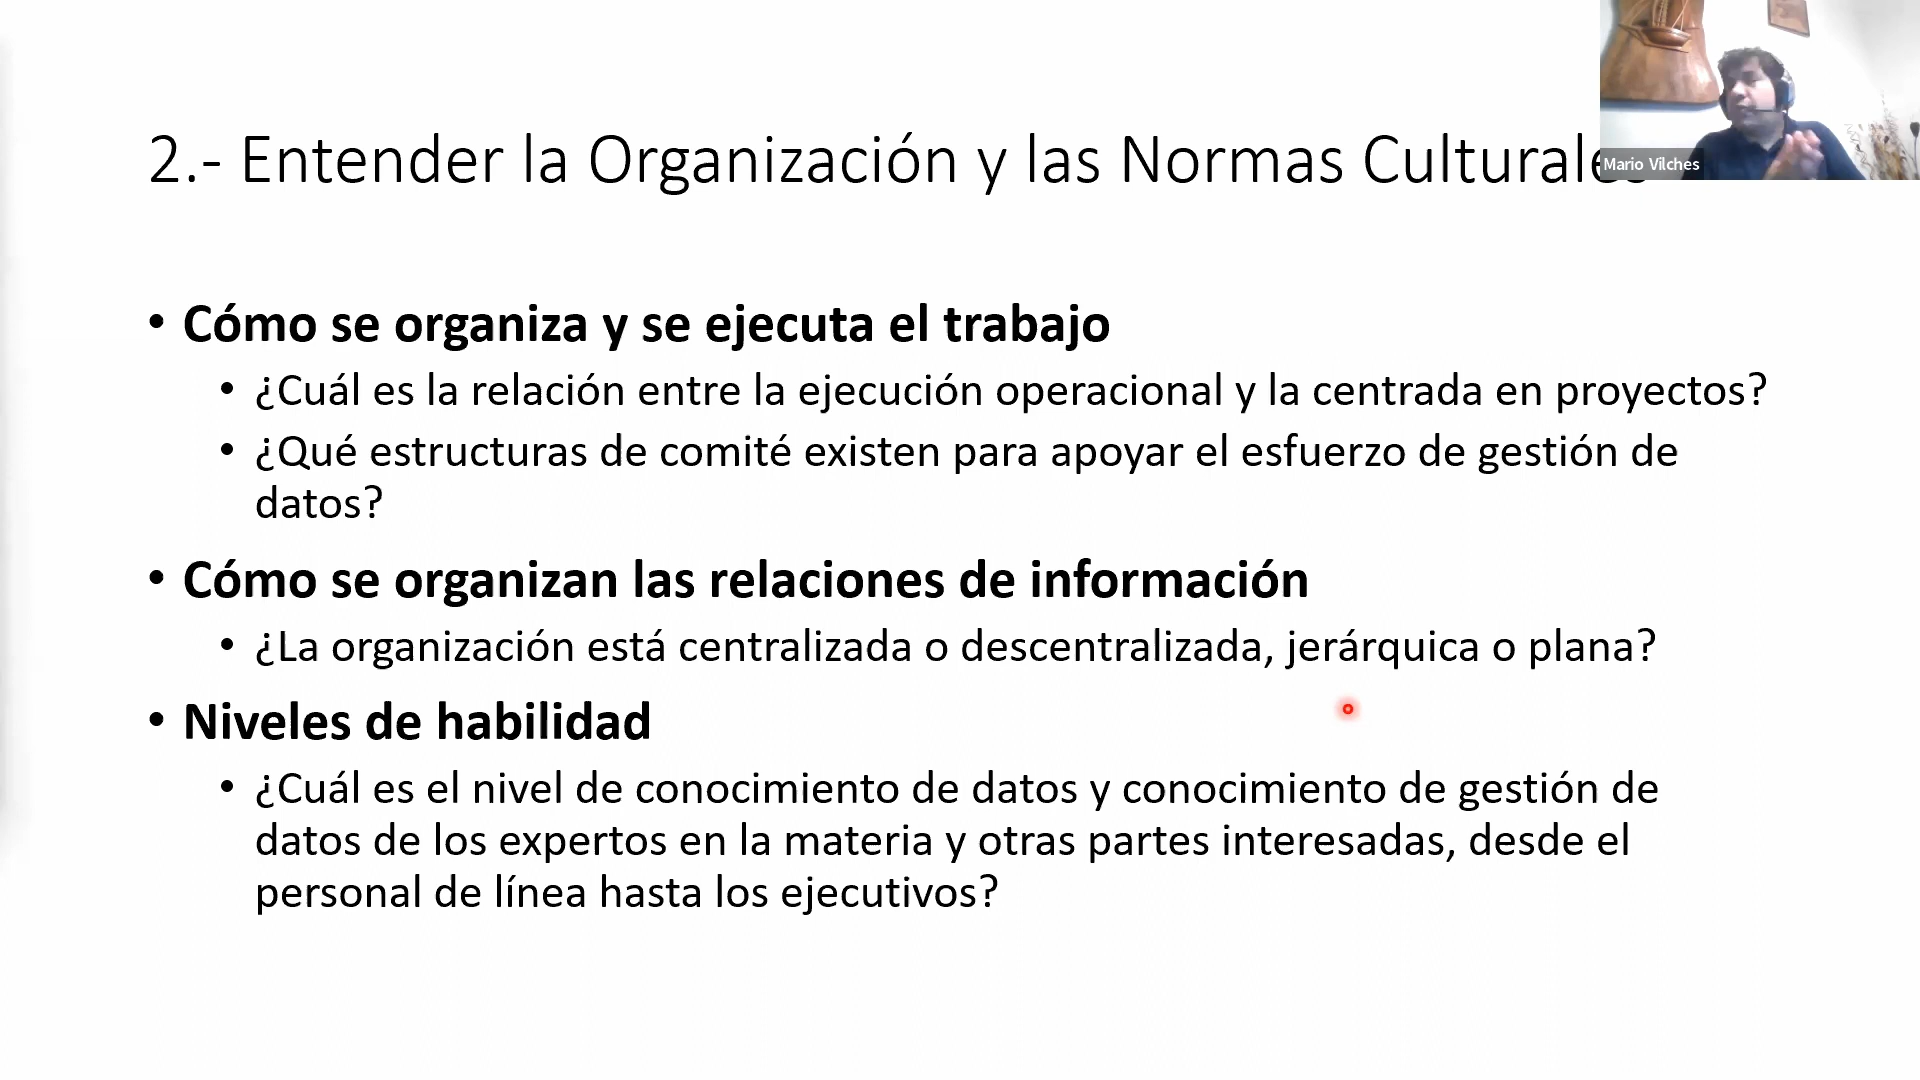 2.- Entender la Organización y las Normas Culturales
Mario Vilches
• Cómo se organiza y se ejecuta el trabajo
• ¿Cuál es la relación entre la ejecución operacional y la centrada en proyectos?
• ¿Qué estructuras de comité existen para apoyar el esfuerzo de gestión de
datos?
• Cómo se organizan las relaciones de información
• ¿La organización está centralizada o descentralizada, jerárquica o plana?
• Niveles de habilidad
• ¿Cuál es el nivel de conocimiento de datos y conocimiento de gestión de
datos de los expertos en la materia y otras partes interesadas, desde el
personal de línea hasta los ejecutivos?